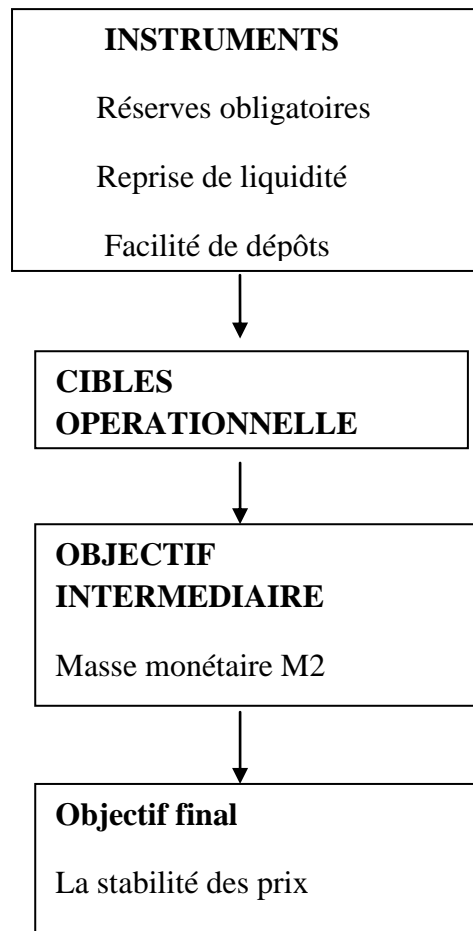 INSTRUMENTS
Réserves obligatoires
Reprise de liquidité
Facilité de dépôts
CIBLES
OPERATIONNELLE
OBJECTIF
INTERMEDIAIRE
Masse monétaire M2
Objectif final
La stabilité des prix